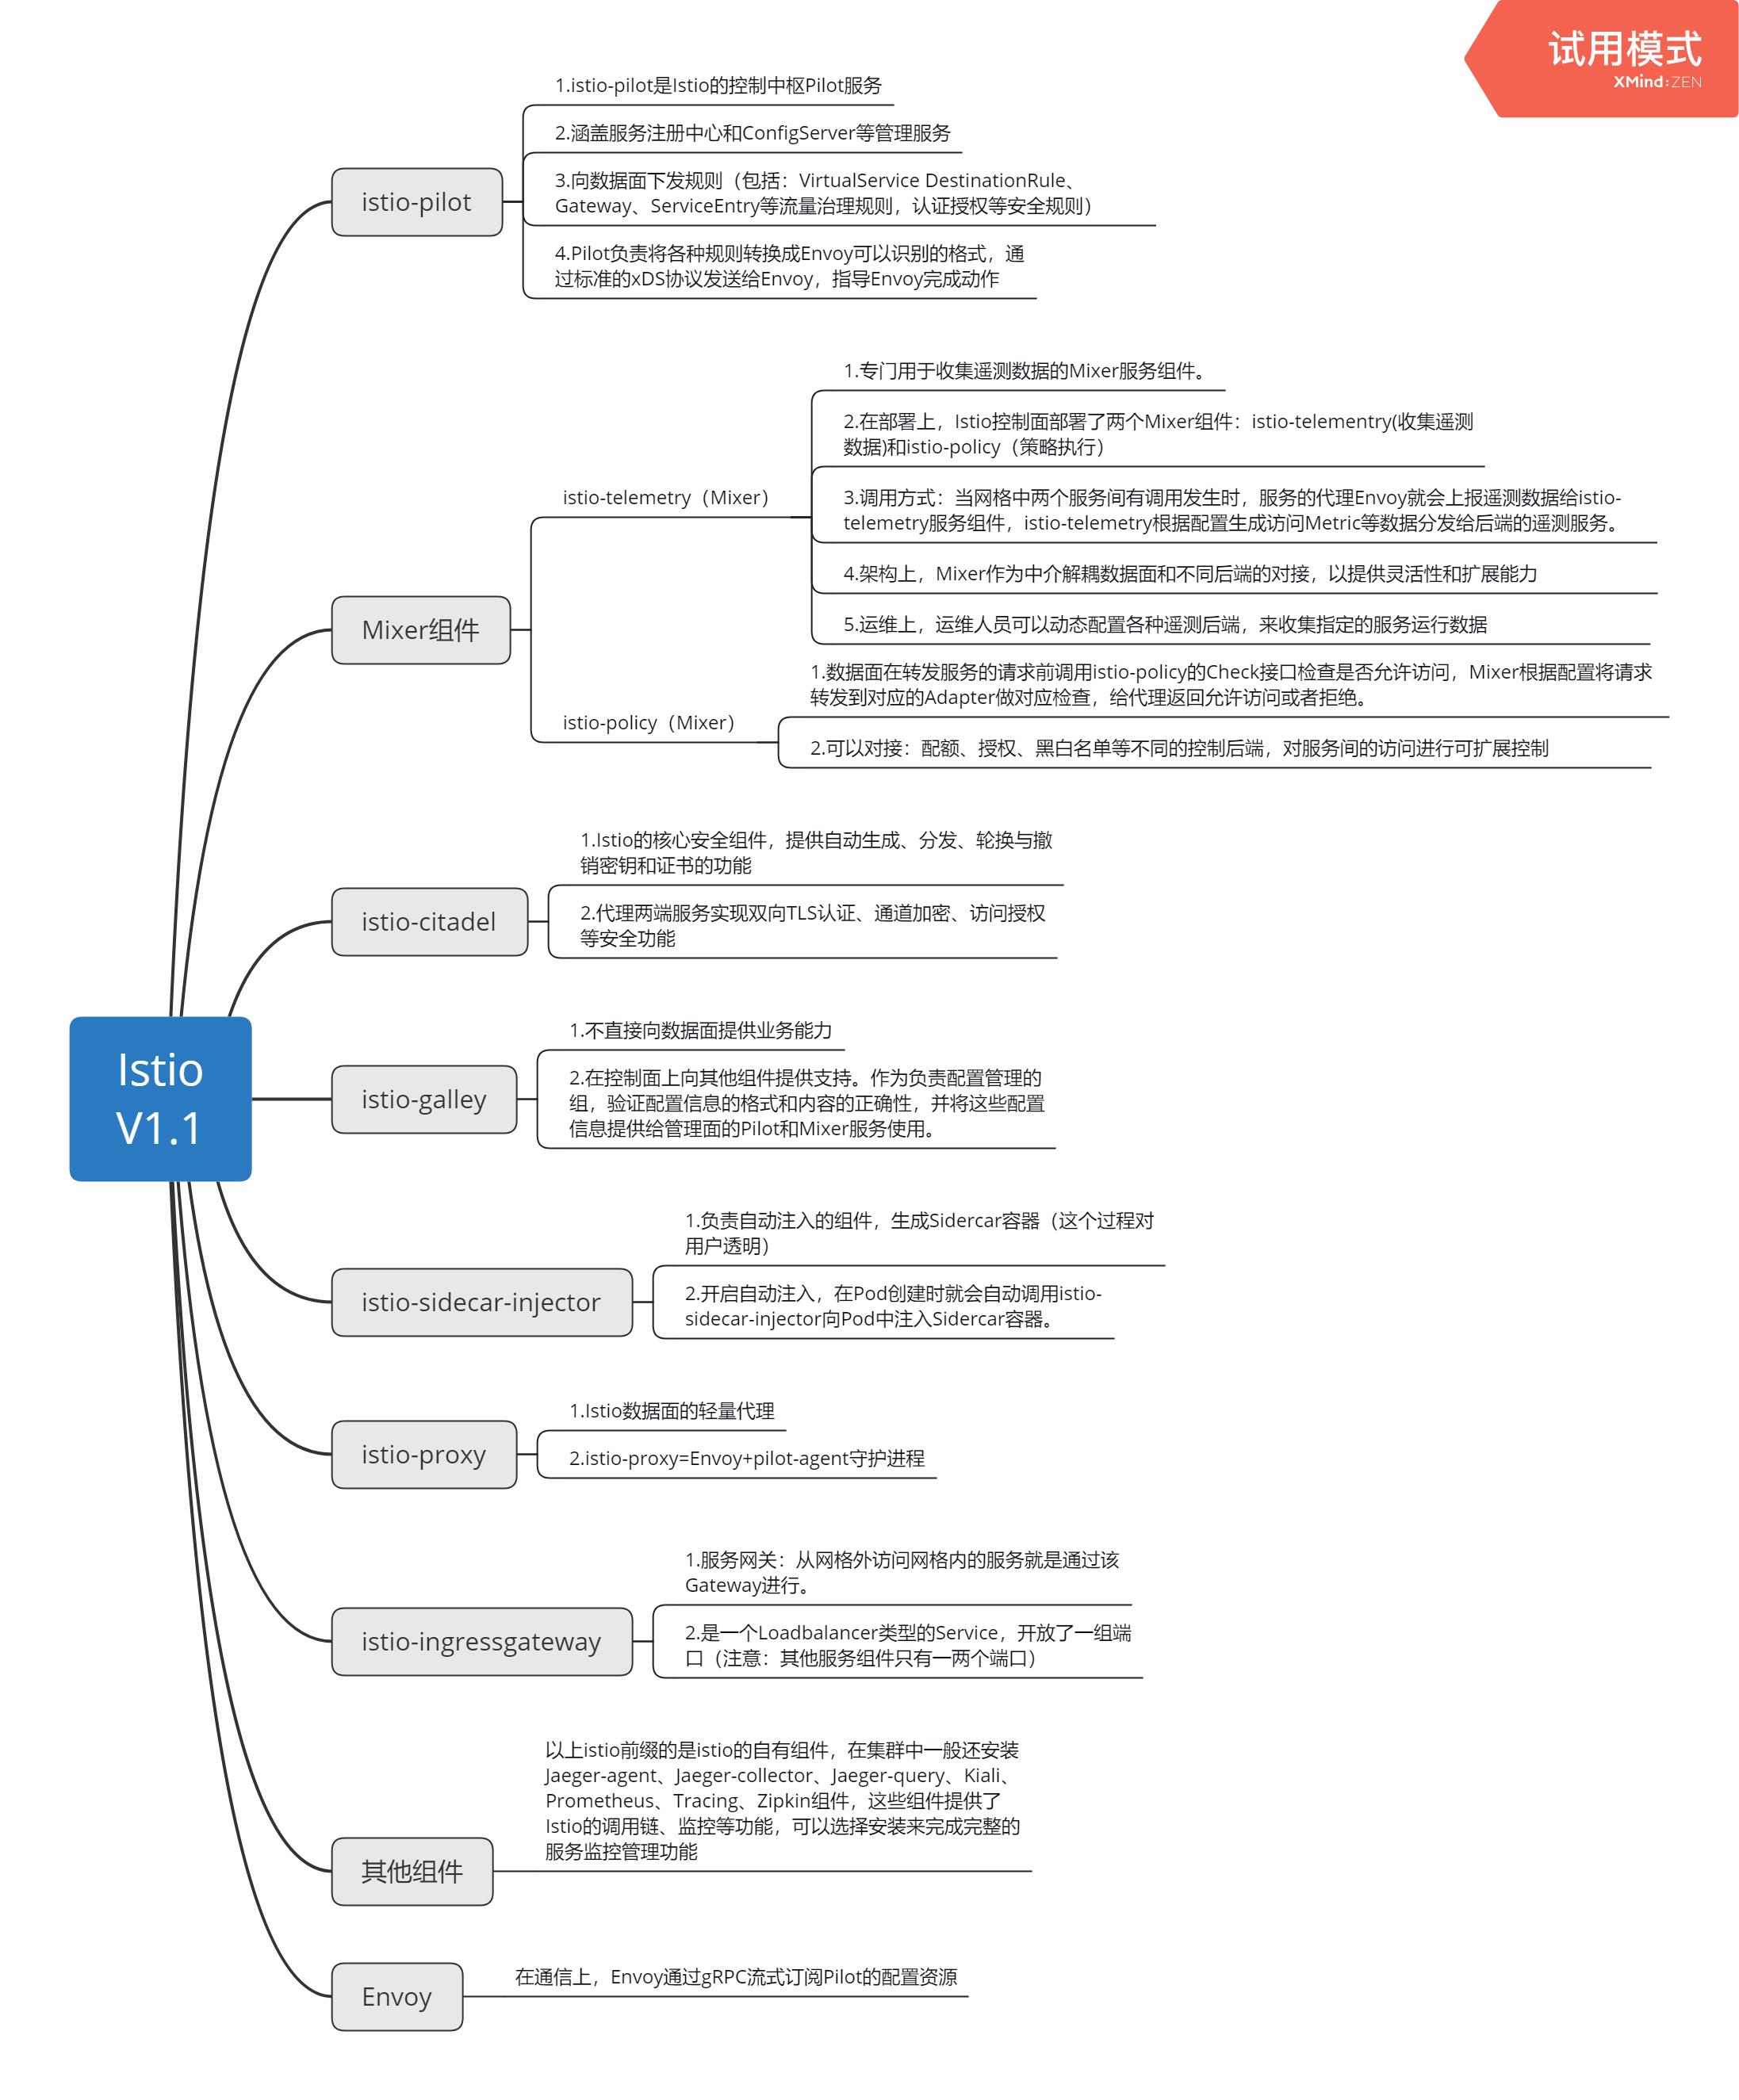 试用模式
XMind:ZEN
Istio
V1.1
istio-pilot
1.istio-pilot是Istio的控制中枢Pilot服务
2.涵盖服务注册中心和ConfigServer等管理服务
3.向数据面下发规则（包括：VirtualService DestinationRule、
Gateway、ServiceEntry等流量治理规则，认证授权等安全规则）
4.Pilot负责将各种规则转换成Envoy可以识别的格式，通
过标准的xDS协议发送给Envoy，指导Envoy完成动作
Mixer组件
istio-telemetry（Mixer）
1.专门用于收集遥测数据的Mixer服务组件。
2.在部署上，Istio控制面部署了两个Mixer组件：istio-telementry(收集遥测
数据)和istio-policy（策略执行）
3.调用方式：当网格中两个服务间有调用发生时，服务的代理Envoy就会上报遥测数据给istio-
telemetry服务组件，istio-telemetry根据配置生成访问Metric等数据分发给后端的遥测服务。
4.架构上，Mixer作为中介解耦数据面和不同后端的对接，以提供灵活性和扩展能力
5.运维上，运维人员可以动态配置各种遥测后端，来收集指定的服务运行数据
istio-policy（Mixer）
1.数据面在转发服务的请求前调用istio-policy的Check接口检查是否允许访问，Mixer根据配置将请求
转发到对应的Adapter做对应检查，给代理返回允许访问或者拒绝。
2.可以对接：配额、授权、黑白名单等不同的控制后端，对服务间的访问进行可扩展控制
istio-citadel
1.Istio的核心安全组件，提供自动生成、分发、轮换与撤
销密钥和证书的功能
2.代理两端服务实现双向TLS认证、通道加密、访问授权
等安全功能
istio-galley
1.不直接向数据面提供业务能力
2.在控制面上向其他组件提供支持。作为负责配置管理的
组，验证配置信息的格式和内容的正确性，并将这些配置
信息提供给管理面的Pilot和Mixer服务使用。
istio-sidecar-injector
1.负责自动注入的组件，生成Sidercar容器（这个过程对
用户透明）
2.开启自动注入，在Pod创建时就会自动调用istio-
sidecar-injector向Pod中注入Sidercar容器。
istio-proxy
1.Istio数据面的轻量代理
2.istio-proxy=Envoy+pilot-agent守护进程
istio-ingressgateway
1.服务网关：从网格外访问网格内的服务就是通过该
Gateway进行。
2.是一个Loadbalancer类型的Service，开放了一组端
口（注意：其他服务组件只有一两个端口）
其他组件
以上istio前缀的是istio的自有组件，在集群中一般还安装
Jaeger-agent、Jaeger-collector、Jaeger-query、Kiali、
Prometheus、Tracing、Zipkin组件，这些组件提供了
Istio的调用链、监控等功能，可以选择安装来完成完整的
服务监控管理功能
Envoy
在通信上，Envoy通过gRPC流式订阅Pilot的配置资源